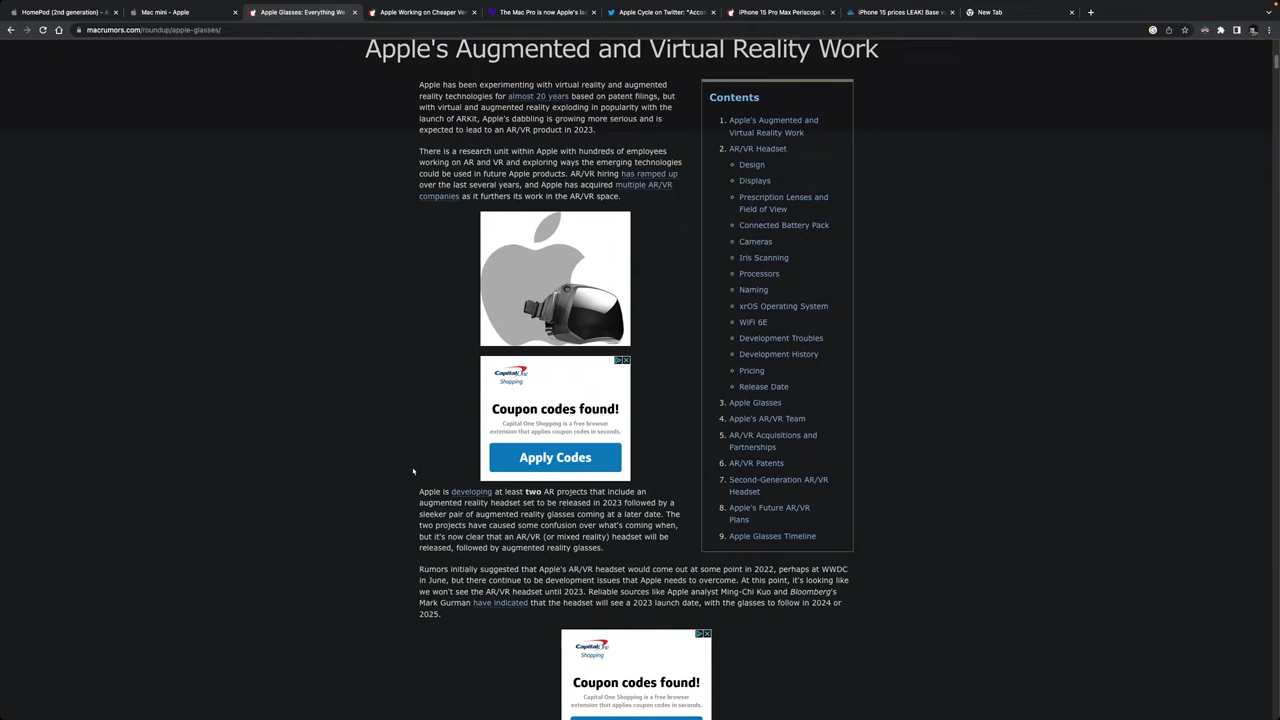 HomePod (2nd generation) - A
Mac mini - Apple
Apple Glasses: Everything We
Apple Working on Cheaper Ver
The Mac Pro is now Apple's la
Apple Cycle on Twitter: "Acco
iPhone 15 Pro Max Periscope L
iPhone 15 prices LEAK! Base v
New Tab
macrumors.com/roundup/apple-glasses/
Apple's Augmented and Virtual Reality Work
Apple has been experimenting with virtual reality and augmented
reality technologies for almost 20 years based on patent filings, but
with virtual and augmented reality exploding in popularity with the
launch of ARKit, Apple's dabbling is growing more serious and is
expected to lead to an AR/VR product in 2023.
There is a research unit within Apple with hundreds of employees
working on AR and VR and exploring ways the emerging technologies
could be used in future Apple products. AR/VR hiring has ramped up
over the last several years, and Apple has acquired multiple AR/VR
companies as it furthers its work in the AR/VR space.
CapitalOne
Shopping
Coupon codes found!
Capital One Shopping is a free browser
extension that applies coupon codes in seconds.
Apply Codes
Apple is developing at least two AR projects that include an
augmented reality headset set to be released in 2023 followed by a
sleeker pair of augmented reality glasses coming at a later date. The
two projects have caused some confusion over what's coming when,
but it's now clear that an AR/VR (or mixed reality) headset will be
released, followed by augmented reality glasses.
Rumors initially suggested that Apple's AR/VR headset would come out at some point in 2022, perhaps at WWDC
in June, but there continue to be development issues that Apple needs to overcome. At this point, it's looking like
we won't see the AR/VR headset until 2023. Reliable sources like Apple analyst Ming-Chi Kuo and Bloomberg's
Mark Gurman have indicated that the headset will see a 2023 launch date, with the glasses to follow in 2024 or
2025.
CapitalOne
Shopping
Coupon codes found!
Capital One Shopping is a free browser
extension that applies coupon codes in seconds.
Contents
1. Apple's Augmented and
Virtual Reality Work
2. AR/VR Headset
Design
Displays
Prescription Lenses and
Field of View
Connected Battery Pack
Cameras
Iris Scanning
Processors
Naming
xrOS Operating System
WiFi 6E
Development Troubles
Development History
Pricing
Release Date
3. Apple Glasses
4. Apple's AR/VR Team
5. AR/VR Acquisitions and
Partnerships
6. AR/VR Patents
7. Second-Generation AR/VR
Headset
8. Apple's Future AR/VR
Plans
9. Apple Glasses Timeline